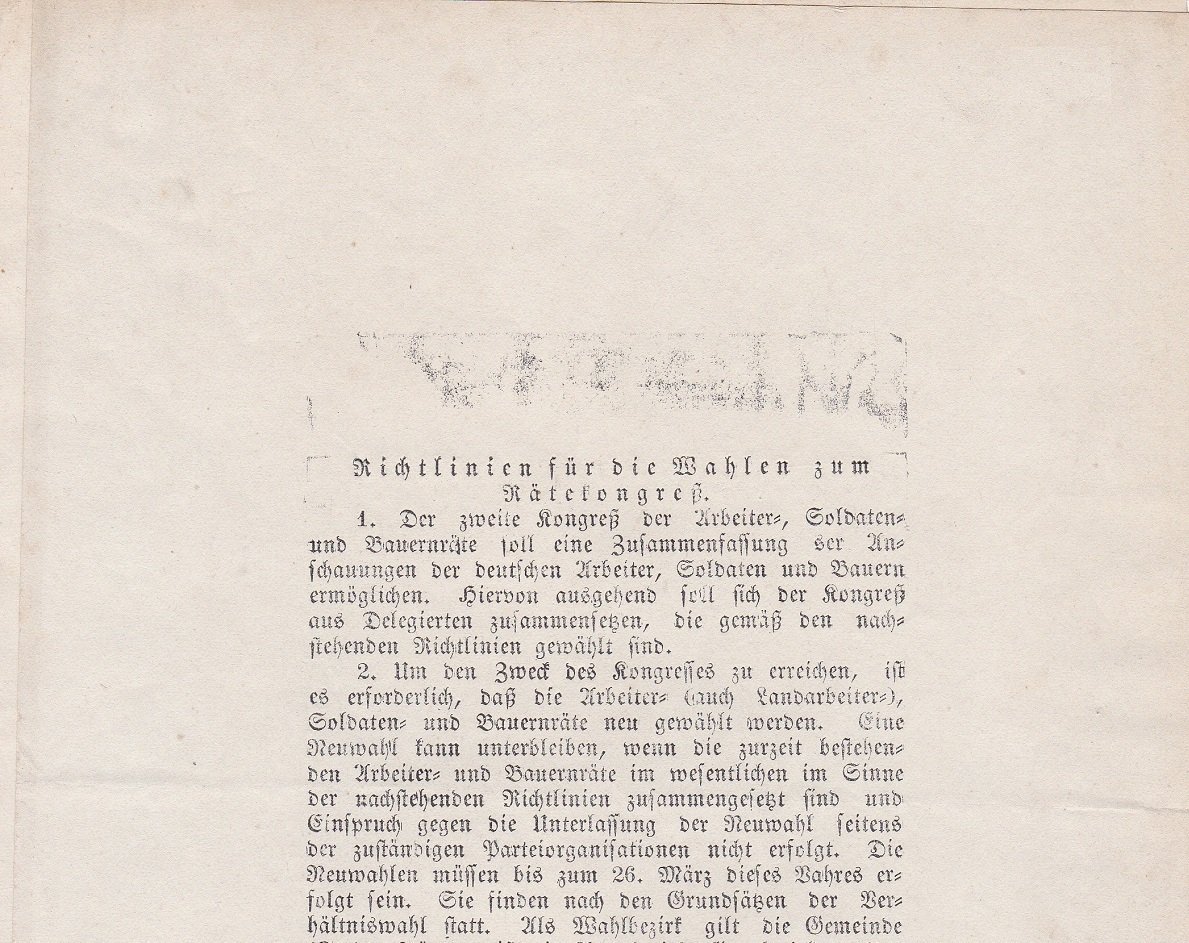 Richtlinien für die Wahlen zum
Rätekongreß.
1. Der zweite Kongreß der Arbeiter-, Soldaten-
und Bauernräte soll eine Zusammenfassung der An-
schauungen der deutschen Arbeiter, Soldaten und Bauern
ermöglichen. Hiervon ausgehend soll sich der Kongreß
aus Delegierten zusammensetzen, die gemäß den nach-
stehenden Richtlinien gewählt sind.
2. Um den Zweck des Kongresses zu erreichen, ist
es erforderlich, daß die Arbeiter- (auch Landarbeiter-),
Soldaten- und Bauernräte neu gewählt werden. Eine
Neuwahl kann unterbleiben, wenn die zurzeit bestehen-
den Arbeiter- und Bauernräte im wesentlichen im Sinne
der nachstehenden Richtlinien zusammengesetzt sind und
Einspruch gegen die Unterlassung der Neuwahl seitens
der zuständigen Parteiorganisationen nicht erfolgt. Die
Neuwahlen müssen bis zum 26. März dieses Jahres er-
folgt sein. Sie finden nach den Grundsätzen der Ver-
hältniswahl statt. Als Wahlbezirk gilt die Gemeinde